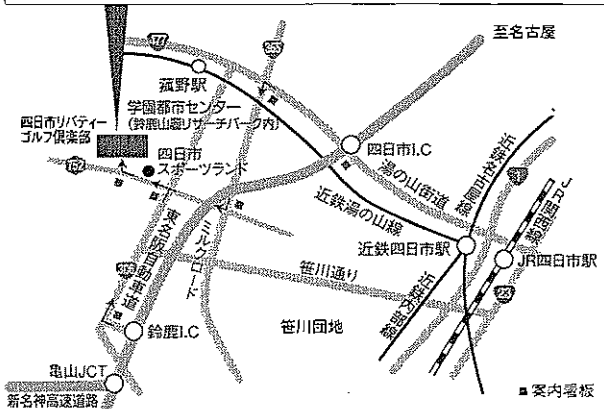 至名古屋
菰野駅
学園都市センター
(鈴鹿山麓リサーチパーク内)
四日市リバティー
ゴルフ倶楽部
四日市
スポーツランド
四日市I.C
湯の山街道
近鉄湯の山線
近鉄名古屋線
JR関西線
近鉄四日市駅
JR四日市駅
東名阪自動車道
ミルクロード
笹川通り
近鉄内部線
鈴鹿I.C
笹川団地
亀山JCT
新名神高速道路
案内看板